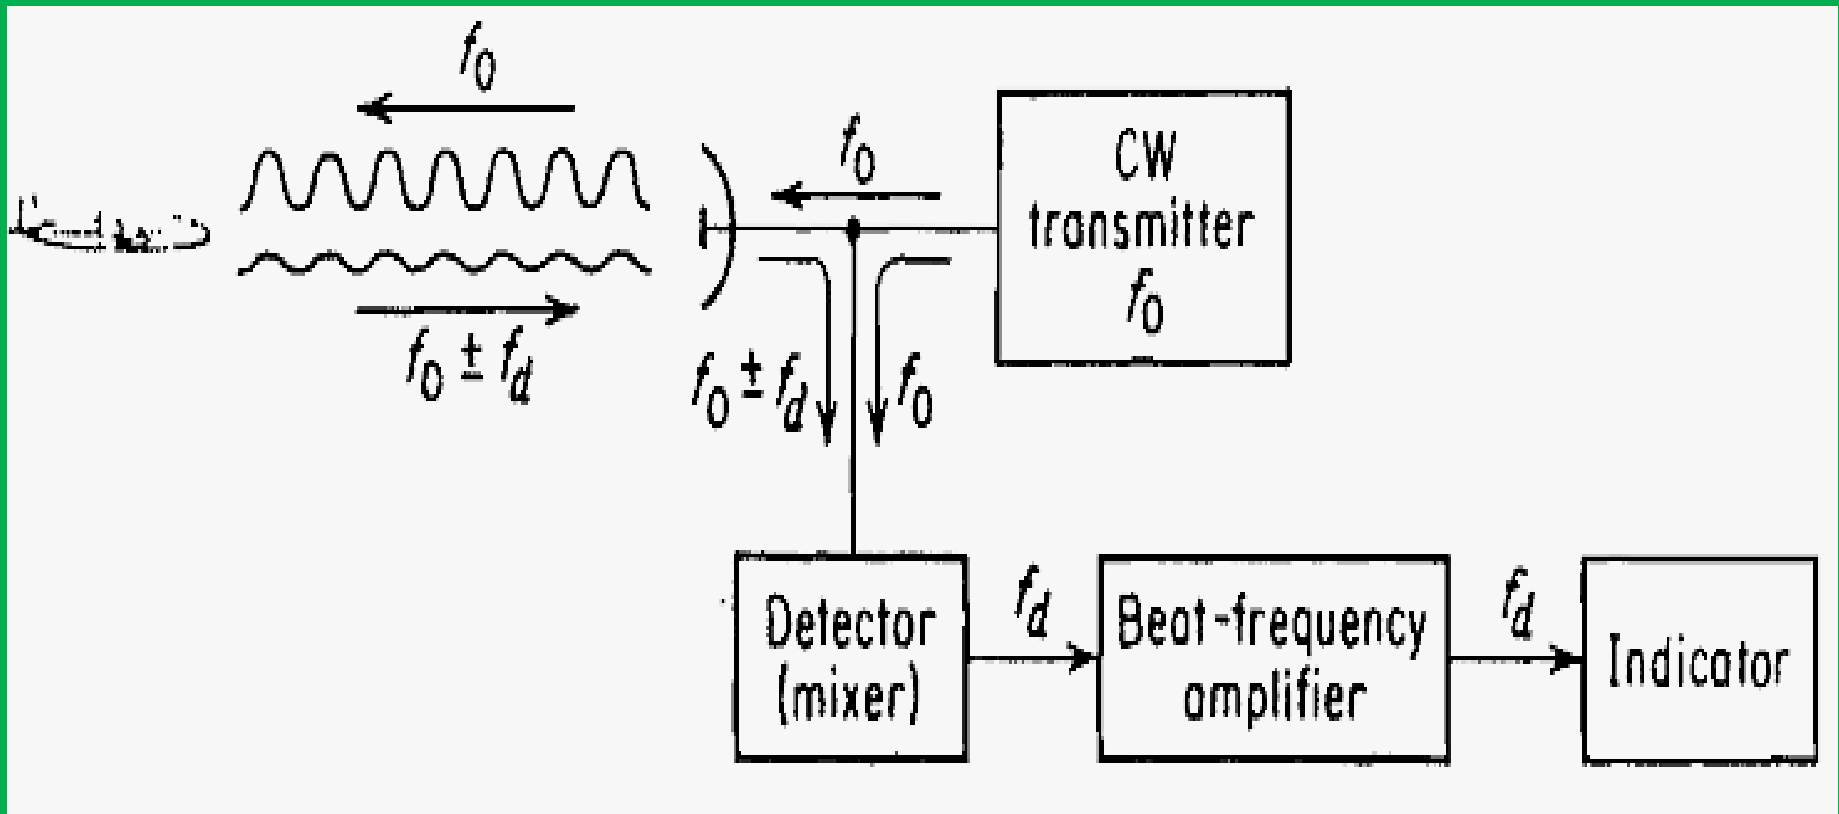 f0
f0
CW
transmitter
f0
f0 ± fd
f0 ± fd
f0
Detector
(mixer)
fd
Beat-frequency
amplifier
fd
Indicator